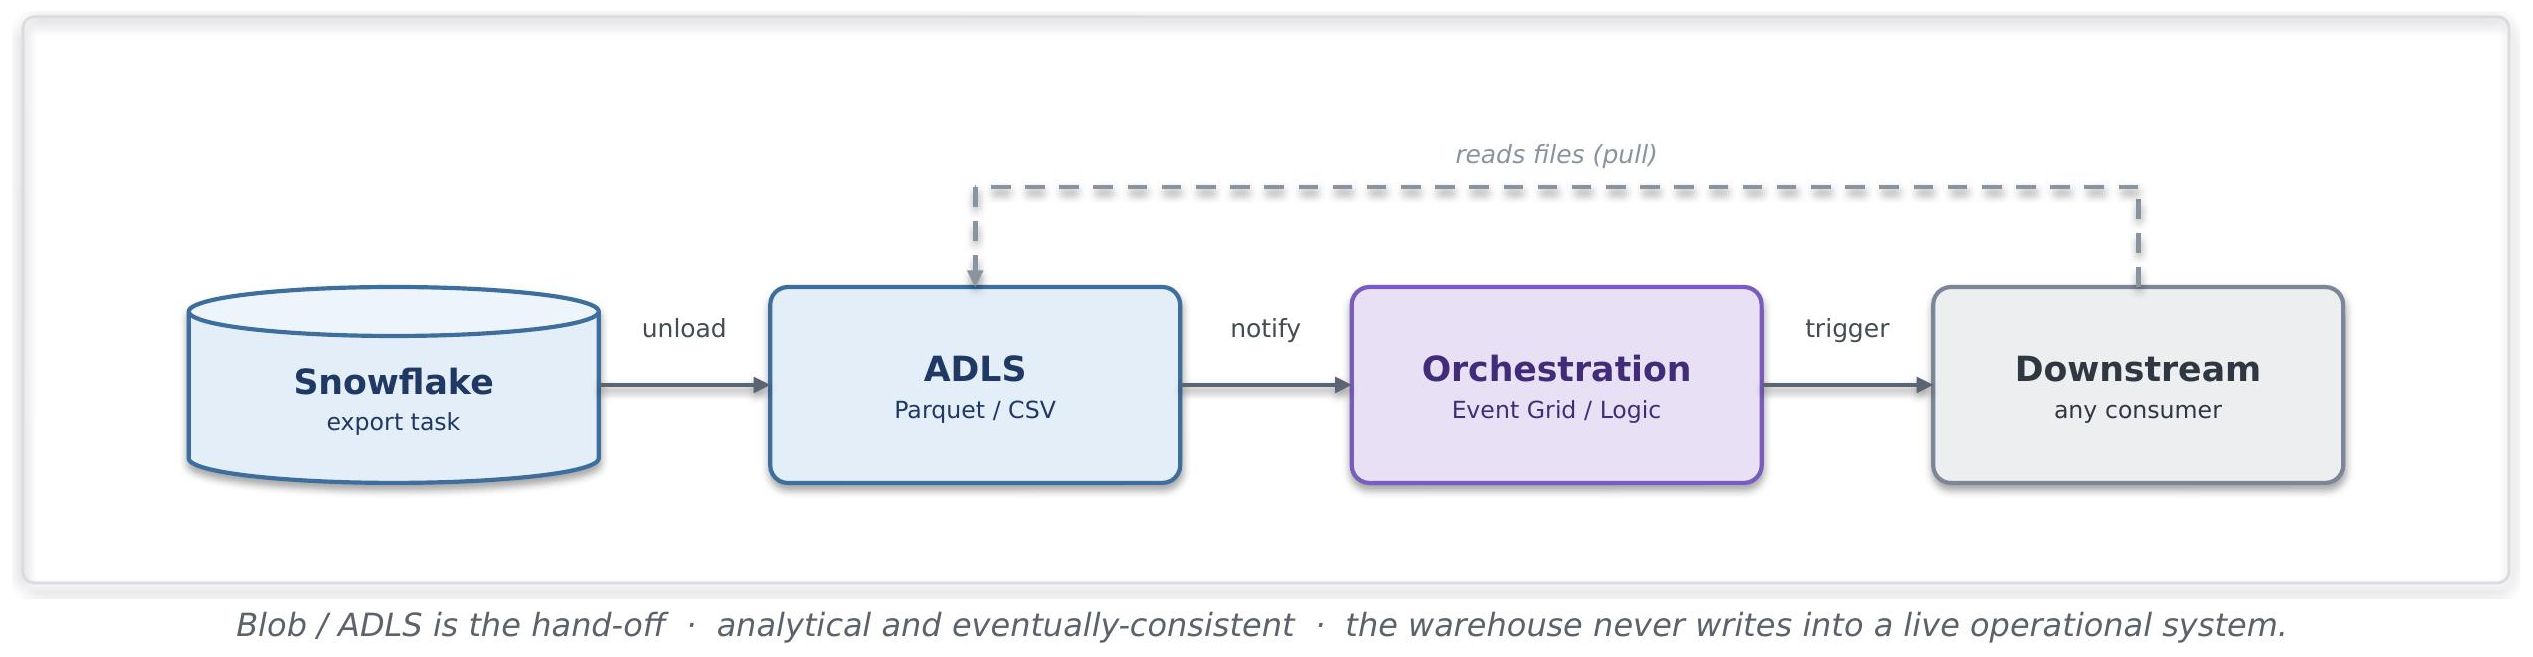 reads files (pull)
unload
notify
trigger
Snowflake
export task
ADLS
Parquet / CSV
Orchestration
Event Grid / Logic
Downstream
any consumer
Blob / ADLS is the hand-off · analytical and eventually-consistent · the warehouse never writes into a live operational system.